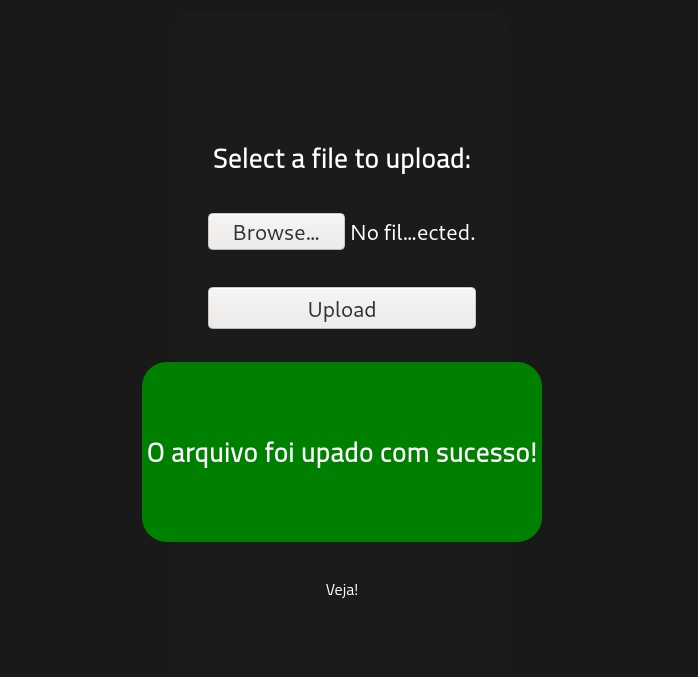 Select a file to upload:
Browse... No fil...ected.
Upload
O arquivo foi upado com sucesso!
Veja!